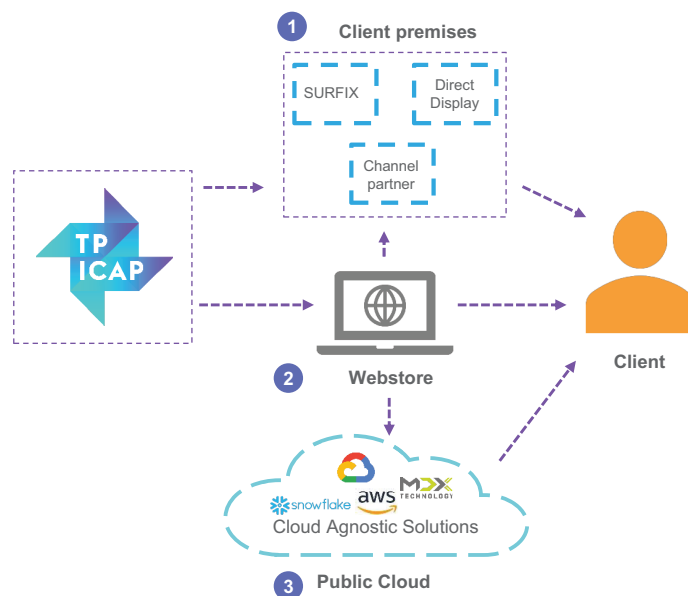 1
Client premises
SURFIX
Direct
Display
Channel
partner
TP
ICAP
2
Webstore
Client
snowflake
aws
MDX
TECHNOLOGY
Cloud Agnostic Solutions
3
Public Cloud